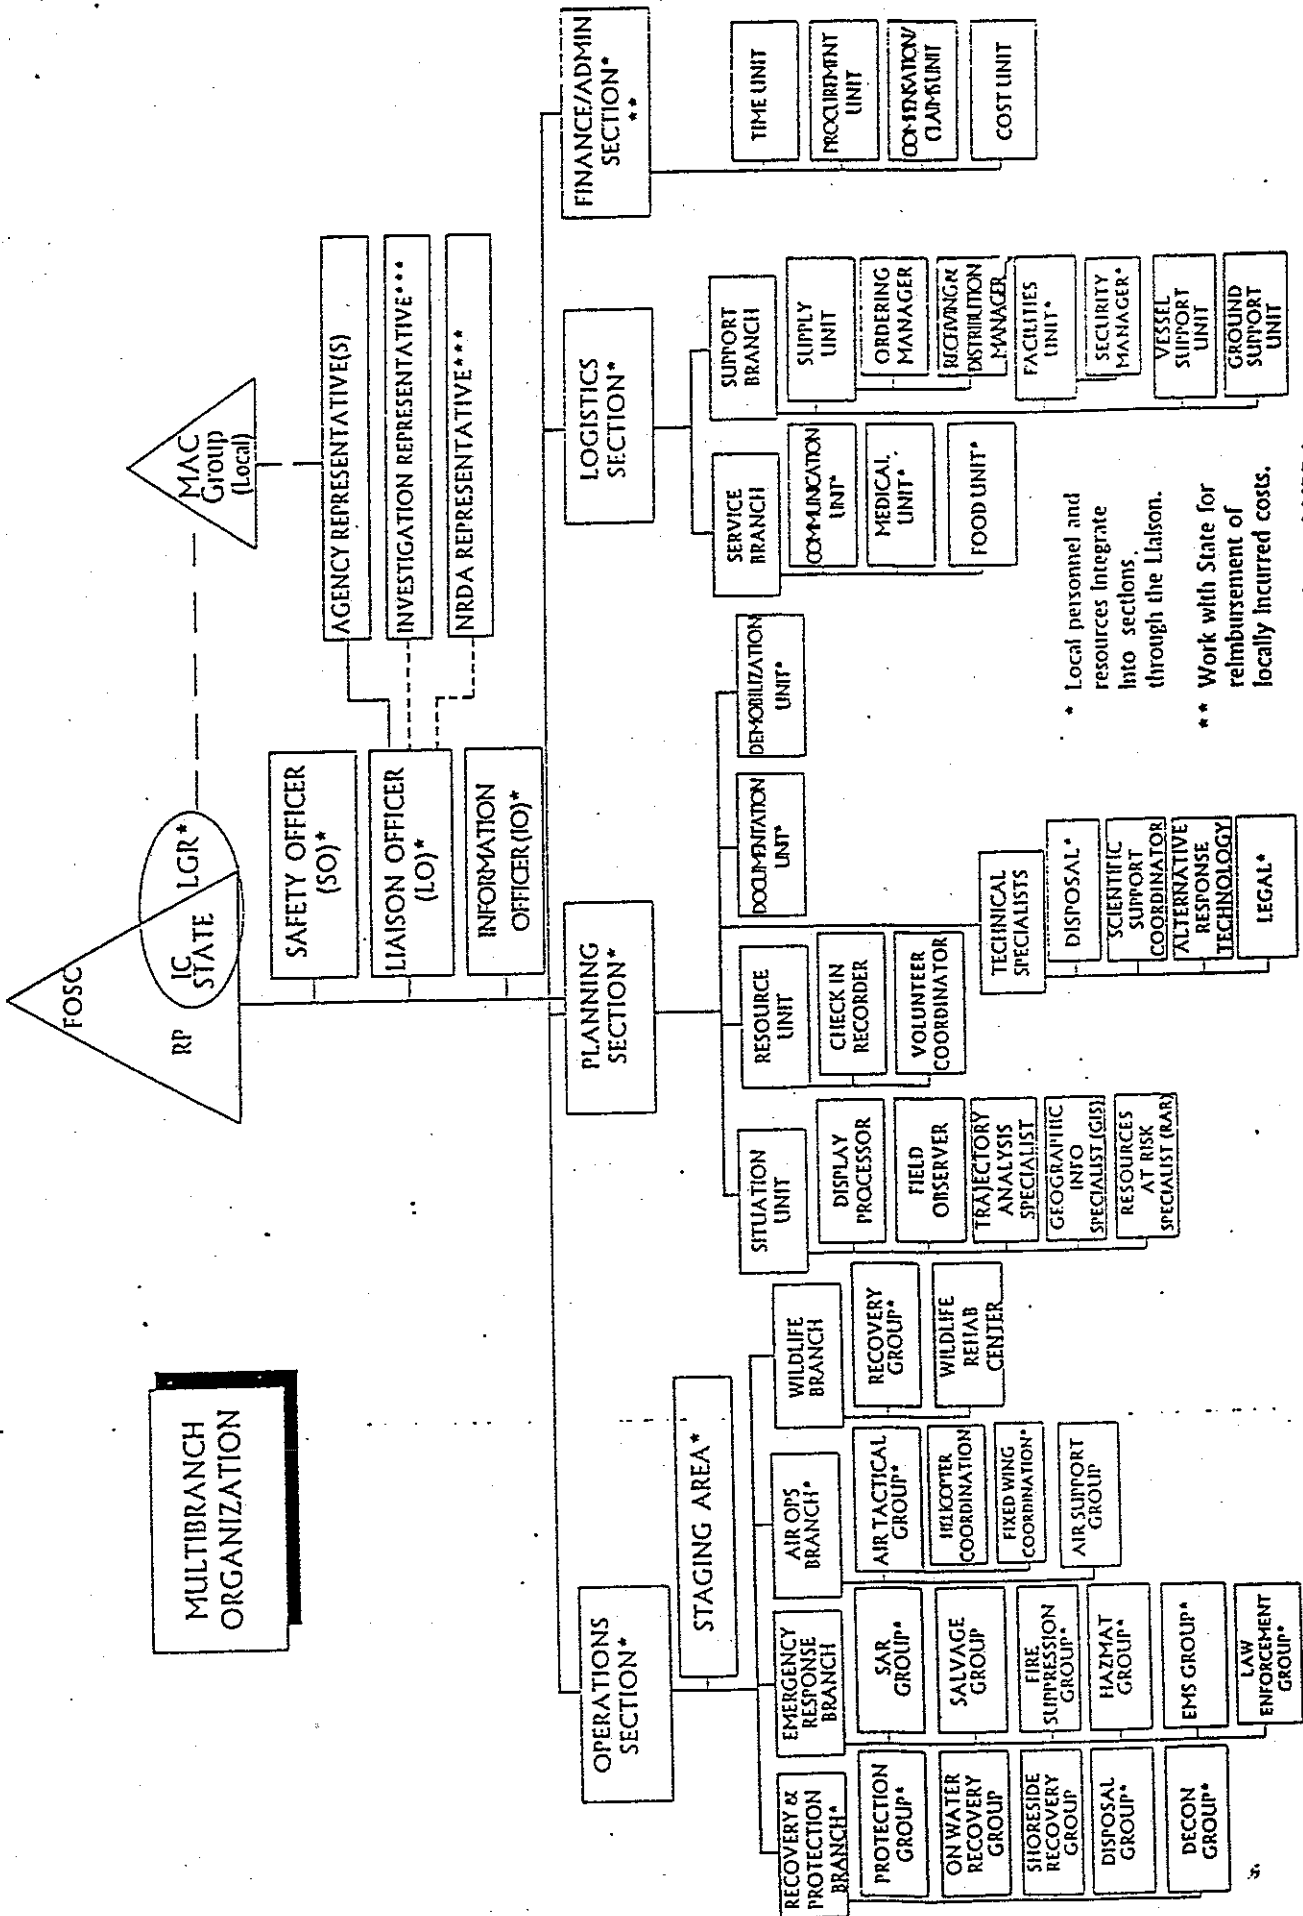 MULTIBRANCH
ORGANIZATION
FOSC
RP
IC
STATE
LGR*
MAC
Group
(Local)
SAFETY OFFICER
(SO)*
LIAISON OFFICER
(LO)*
INFORMATION
OFFICER (IO)*
AGENCY REPRESENTATIVE(S)
INVESTIGATION REPRESENTATIVE***
NRDA REPRESENTATIVE***
OPERATIONS
SECTION*
STAGING AREA*
RECOVERY &
PROTECTION
BRANCH*
PROTECTION
GROUP*
ON WATER
RECOVERY
GROUP
SHORESIDE
RECOVERY
GROUP
DISPOSAL
GROUP*
DECON
GROUP*
EMERGENCY
RESPONSE
BRANCH
SAR
GROUP*
SALVAGE
GROUP
FIRE
SUPPRESSION
GROUP*
HAZMAT
GROUP*
EMS GROUP*
LAW
ENFORCEMENT
GROUP*
AIR OPS
BRANCH*
AIR TACTICAL
GROUP*
HELICOPTER
COORDINATION
FIXED WING
COORDINATION*
AIR SUPPORT
GROUP
WILDLIFE
BRANCH
RECOVERY
GROUP*
WILDLIFE
REHAB
CENTER
PLANNING
SECTION*
SITUATION
UNIT
DISPLAY
PROCESSOR
FIELD
OBSERVER
TRAJECTORY
ANALYSIS
SPECIALIST
GEOGRAPHIC
INFO
SPECIALIST (GIS)
RESOURCES
AT RISK
SPECIALIST (RAR)
RESOURCE
UNIT
CHECK IN
RECORDER
VOLUNTEER
COORDINATOR
DOCUMENTATION
UNIT*
DEMOBILIZATION
UNIT*
TECHNICAL
SPECIALISTS
DISPOSAL*
SCIENTIFIC
SUPPORT
COORDINATOR
ALTERNATIVE
RESPONSE
TECHNOLOGY
LEGAL*
LOGISTICS
SECTION*
SERVICE
BRANCH
COMMUNICATION
UNIT*
MEDICAL
UNIT*
FOOD UNIT*
SUPPORT
BRANCH
SUPPLY
UNIT
ORDERING
MANAGER
RECEIVING &
DISTRIBUTION
MANAGER
FACILITIES
UNIT*
SECURITY
MANAGER*
VESSEL
SUPPORT
UNIT
GROUND
SUPPORT
UNIT
FINANCE/ADMIN
SECTION*
**
TIME UNIT
PROCUREMENT
UNIT
COMPENSATION/
CLAIMS UNIT
COST UNIT
* Local personnel and
resources integrate
into sections
through the Liaison.
** Work with State for
reimbursement of
locally incurred costs.